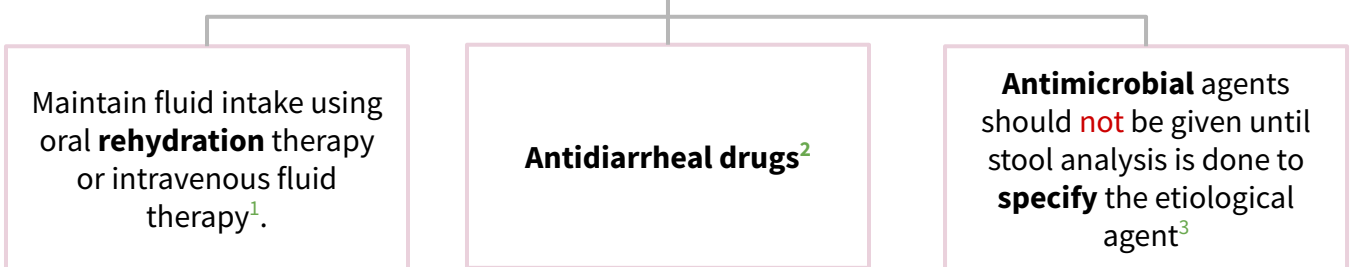 Maintain fluid intake using
oral rehydration therapy
or intravenous fluid
therapy¹.
Antidiarrheal drugs²
Antimicrobial agents
should not be given until
stool analysis is done to
specify the etiological
agent³